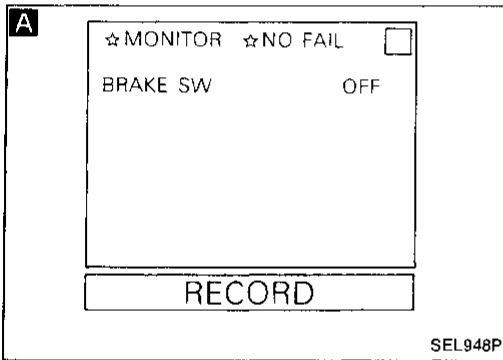 A
☆MONITOR ☆NO FAIL
BRAKE SW OFF
RECORD
SEL948P